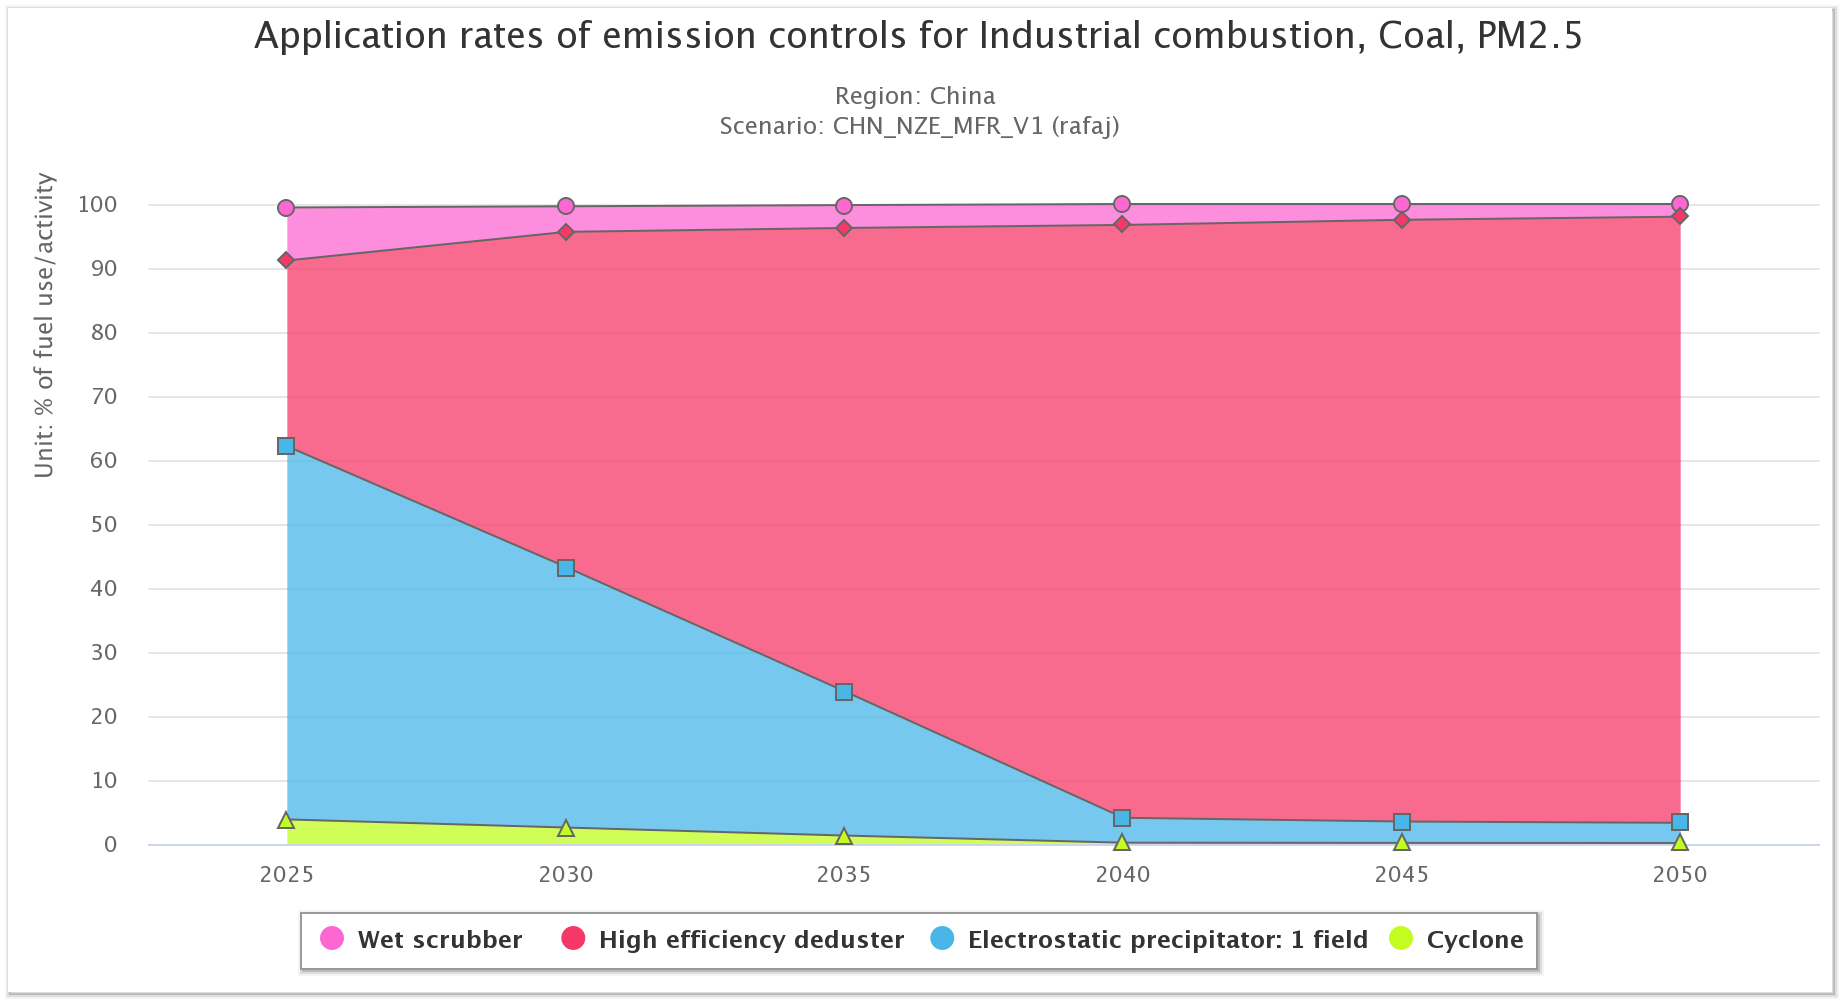 Application rates of emission controls for Industrial combustion, Coal, PM2.5
Region: China
Scenario: CHN_NZE_MFR_V1 (rafaj)
Unit: % of fuel use/activity
100
90
80
70
60
50
40
30
20
10
0
2025 2030 2035 2040 2045 2050
Wet scrubber High efficiency deduster Electrostatic precipitator: 1 field Cyclone